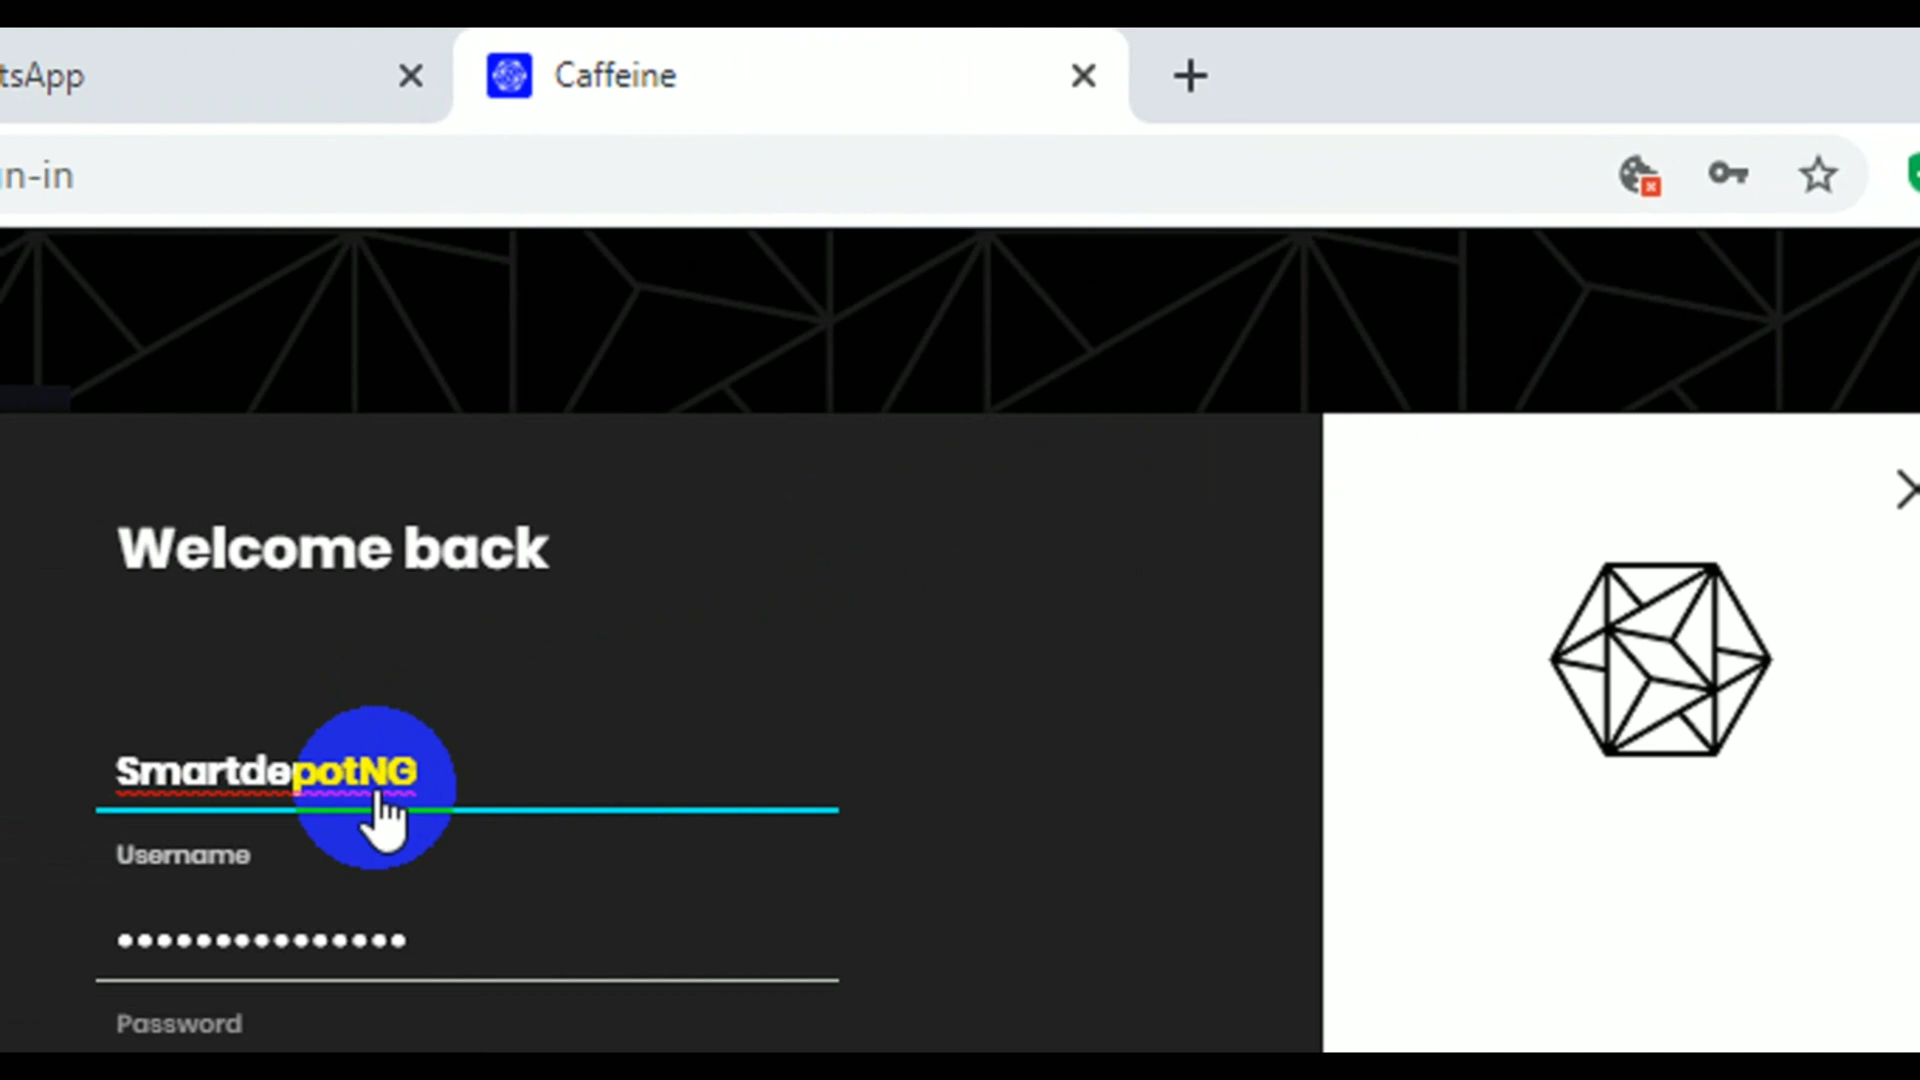 tsApp
Caffeine
n-in
Welcome back
SmartdepotNG
Username
Password